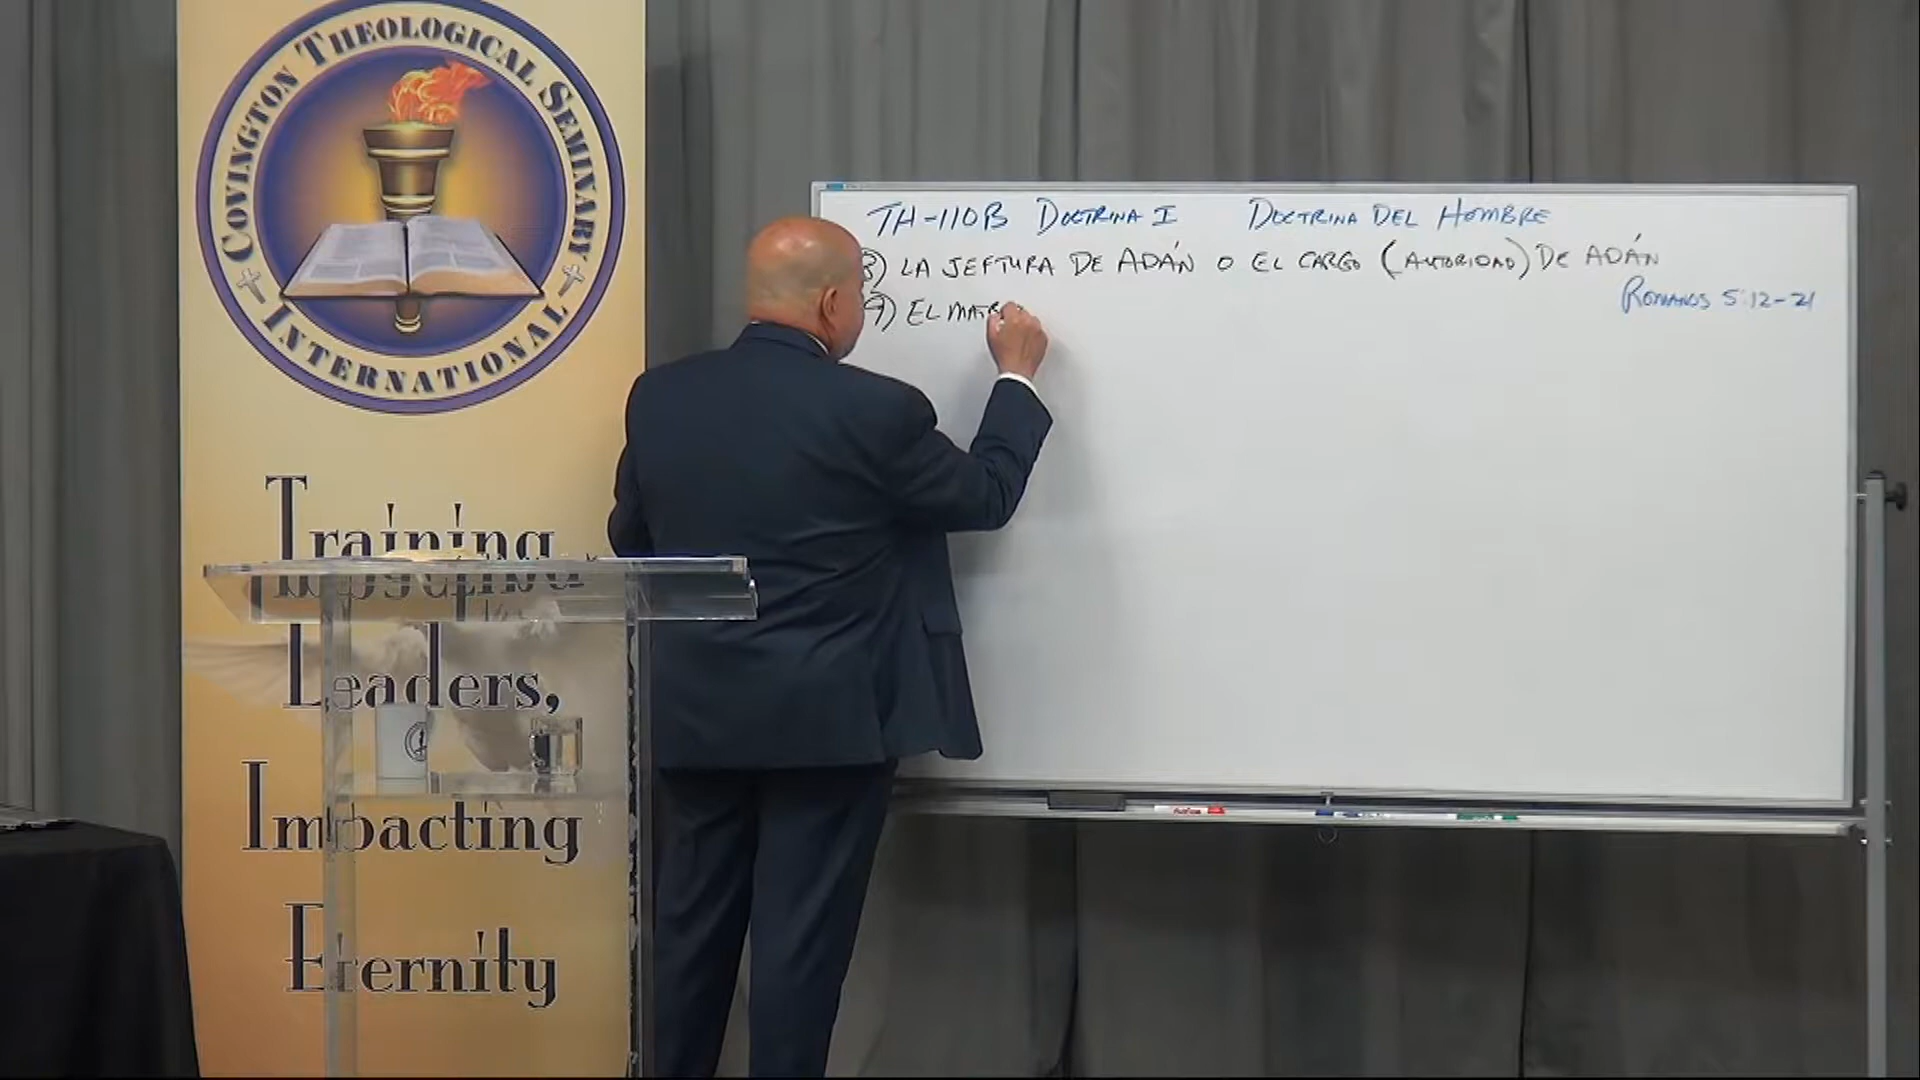 COVINGTON THEOLOGICAL SEMINARY
INTERNATIONAL
Training
Leaders,
Impacting
Eternity
TH-110B DOCTRINA I DOCTRINA DEL HOMBRE
8) LA JEFTURA DE ADÁN O EL CARGO (AUTORIDAD) DE ADÁN
ROMANOS 5:12-21
9) EL MATR